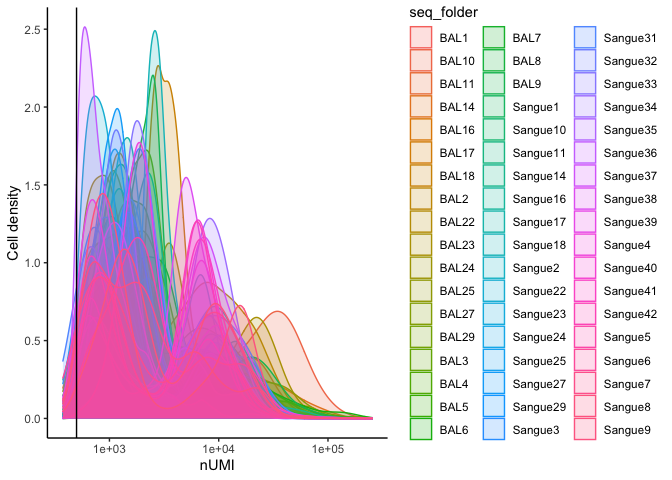 seq_folder
BAL1
BAL10
BAL11
BAL14
BAL16
BAL17
BAL18
BAL2
BAL22
BAL23
BAL24
BAL25
BAL27
BAL3
BAL4
BAL5
BAL6
BAL7
BAL8
BAL9
Sangue1
Sangue10
Sangue11
Sangue14
Sangue16
Sangue17
Sangue18
Sangue2
Sangue22
Sangue23
Sangue24
Sangue25
Sangue27
Sangue29
Sangue3
Sangue31
Sangue32
Sangue33
Sangue34
Sangue35
Sangue36
Sangue37
Sangue38
Sangue39
Sangue4
Sangue40
Sangue41
Sangue42
Sangue5
Sangue6
Sangue7
Sangue8
Sangue9
Cell density
2.5
2.0
1.5
1.0
0.5
0.0
1e+03
1e+04
1e+05
nUMI